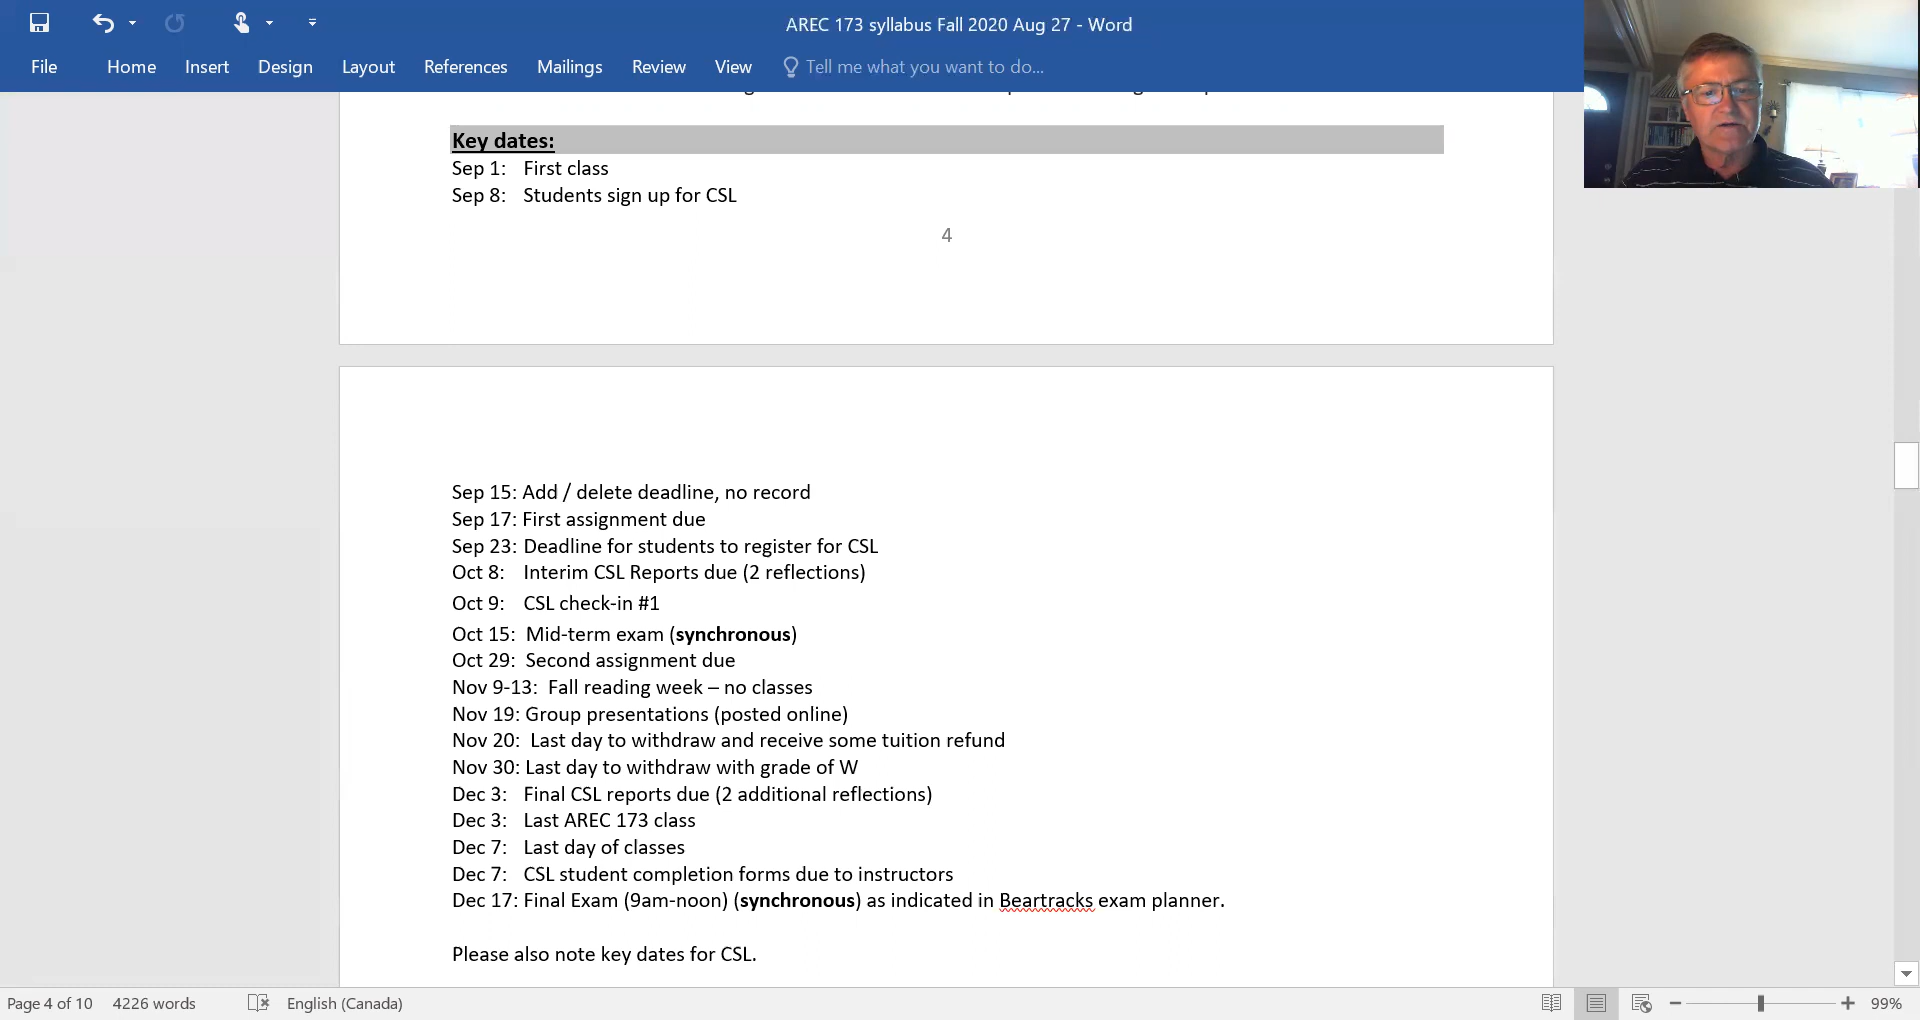 AREC 173 syllabus Fall 2020 Aug 27 - Word
File Home Insert Design Layout References Mailings Review View Tell me what you want to do...
Key dates:
Sep 1: First class
Sep 8: Students sign up for CSL
4
Sep 15: Add / delete deadline, no record
Sep 17: First assignment due
Sep 23: Deadline for students to register for CSL
Oct 8: Interim CSL Reports due (2 reflections)
Oct 9: CSL check-in #1
Oct 15: Mid-term exam (synchronous)
Oct 29: Second assignment due
Nov 9-13: Fall reading week – no classes
Nov 19: Group presentations (posted online)
Nov 20: Last day to withdraw and receive some tuition refund
Nov 30: Last day to withdraw with grade of W
Dec 3: Final CSL reports due (2 additional reflections)
Dec 3: Last AREC 173 class
Dec 7: Last day of classes
Dec 7: CSL student completion forms due to instructors
Dec 17: Final Exam (9am-noon) (synchronous) as indicated in Beartracks exam planner.
Please also note key dates for CSL.
Page 4 of 10 4226 words English (Canada) 99%